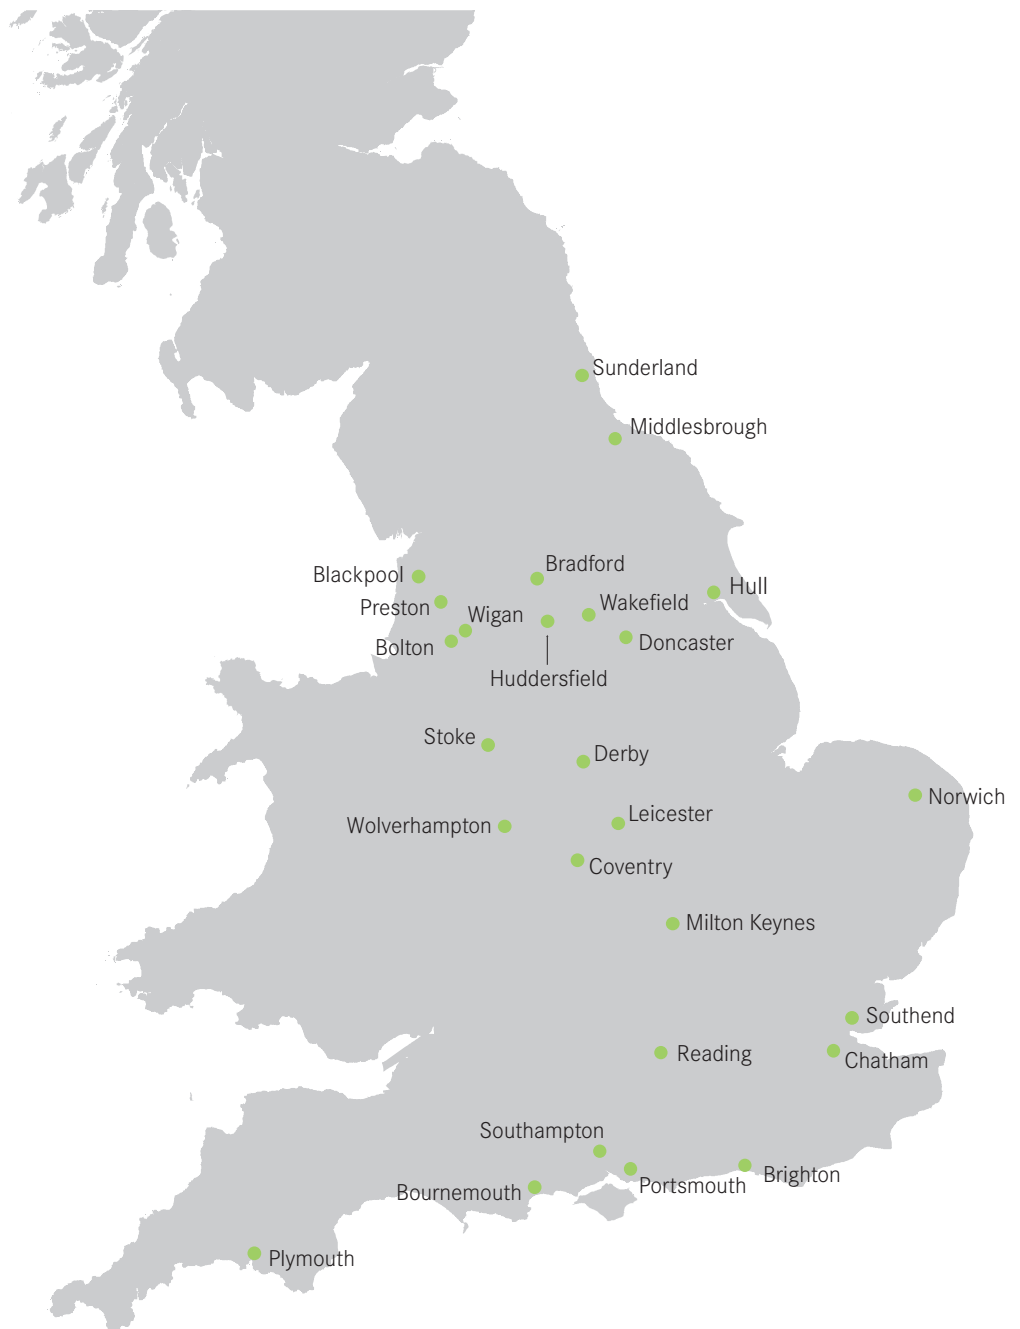 Sunderland
Middlesbrough
Bradford
Blackpool
Hull
Wakefield
Preston
Wigan
Doncaster
Bolton
Huddersfield
Stoke
Derby
Norwich
Leicester
Wolverhampton
Coventry
Milton Keynes
Southend
Reading
Chatham
Southampton
Brighton
Portsmouth
Bournemouth
Plymouth